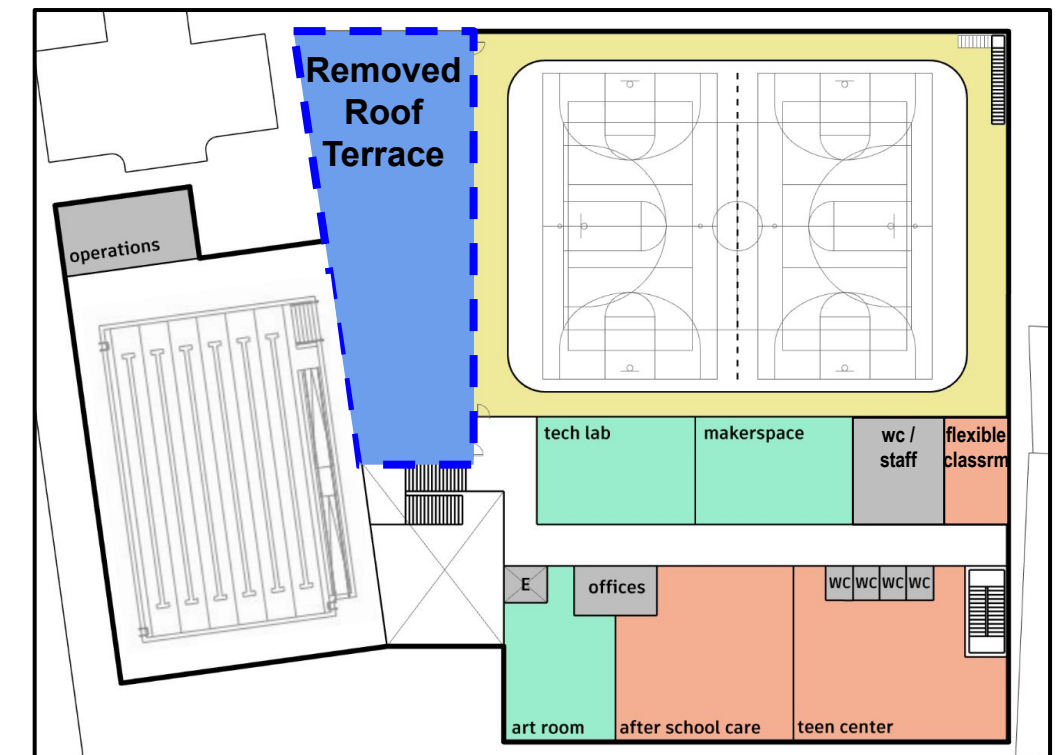 Removed
Roof
Terrace
operations
tech lab
makerspace
wc /
staff
flexible
classrm
E
offices
WC WC WC WC
art room
after school care
teen center